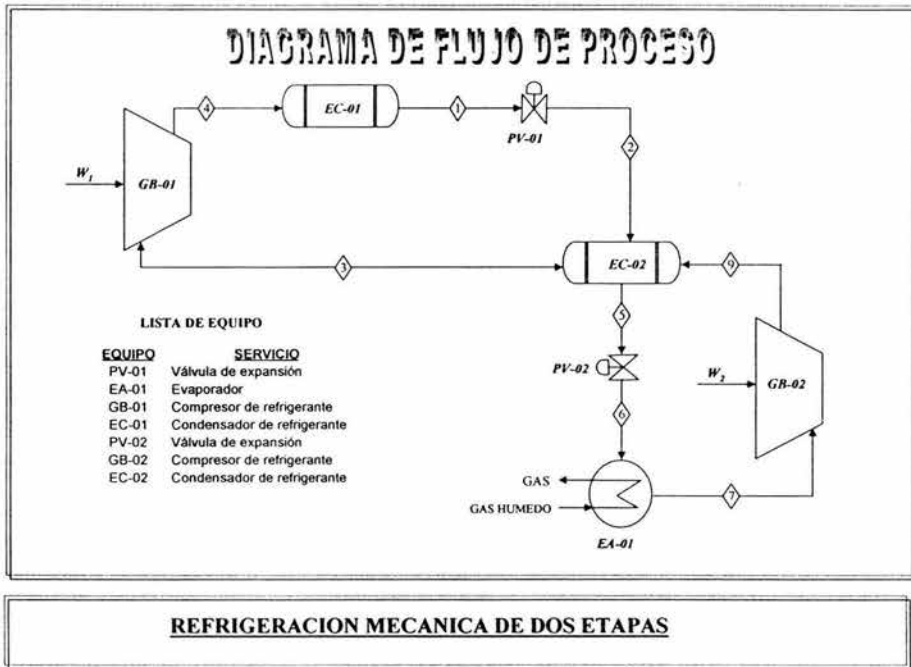 DIAGRAMA DE FLUJO DE PROCESO
4
EC-01
1
PV-01
2
W1
GB-01
3
EC-02
9
5
LISTA DE EQUIPO
EQUIPO SERVICIO
PV-01 Válvula de expansión
EA-01 Evaporador
GB-01 Compresor de refrigerante
EC-01 Condensador de refrigerante
PV-02 Válvula de expansión
GB-02 Compresor de refrigerante
EC-02 Condensador de refrigerante
PV-02
W2
GB-02
6
GAS
GAS HUMEDO
7
EA-01
REFRIGERACION MECANICA DE DOS ETAPAS